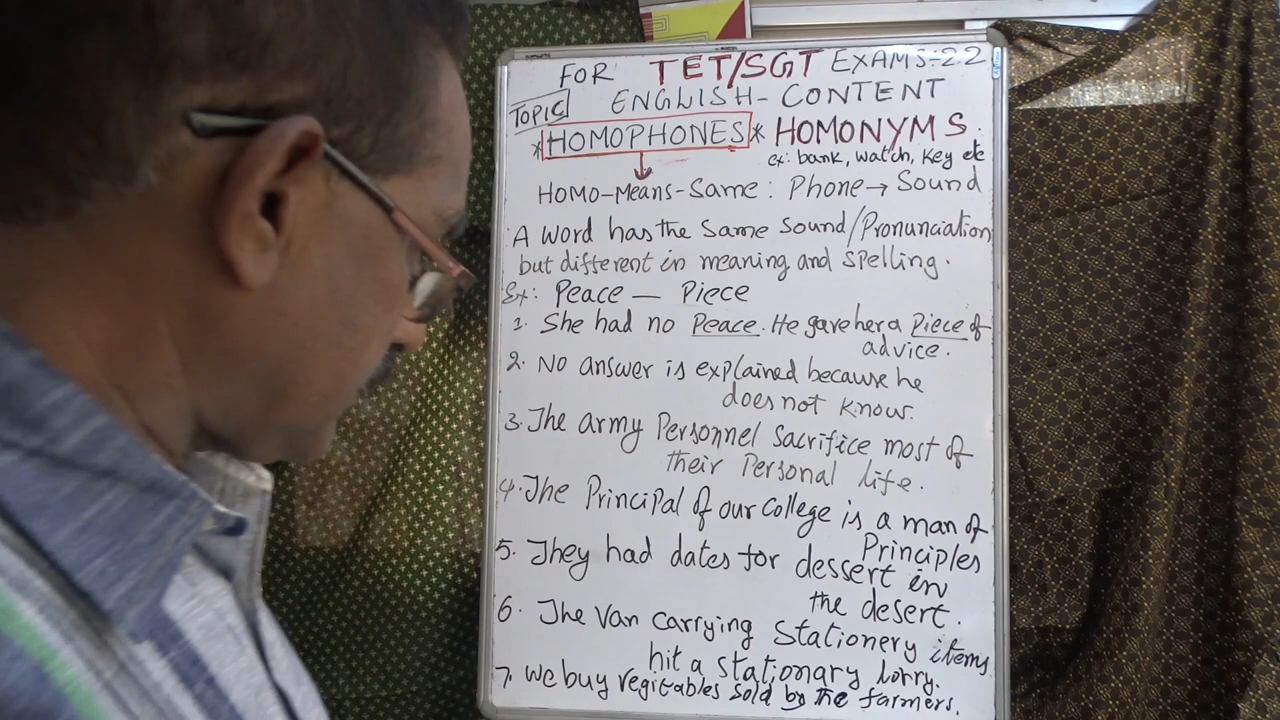 FOR TET/SGT EXAMS-:22
TOPIC ENGLISH- CONTENT
*HOMOPHONES* HOMONYMS.
ex: bank, watch, Key etc
HOMO-Means-Same: Phone→ Sound
A word has the same sound/Pronunciation
but different in meaning and spelling.
Ex: Peace — Piece
1. She had no Peace. He gave her a Piece of
advice.
2. No answer is explained because he
does not know.
3. The army Personnel sacrifice most of
their Personal life.
4. The Principal of our College is a man of
Principles
5. They had dates for dessert in
the desert.
6. The Van carrying Stationery items
hit a stationary lorry.
7. We buy vegitables sold by the farmers.